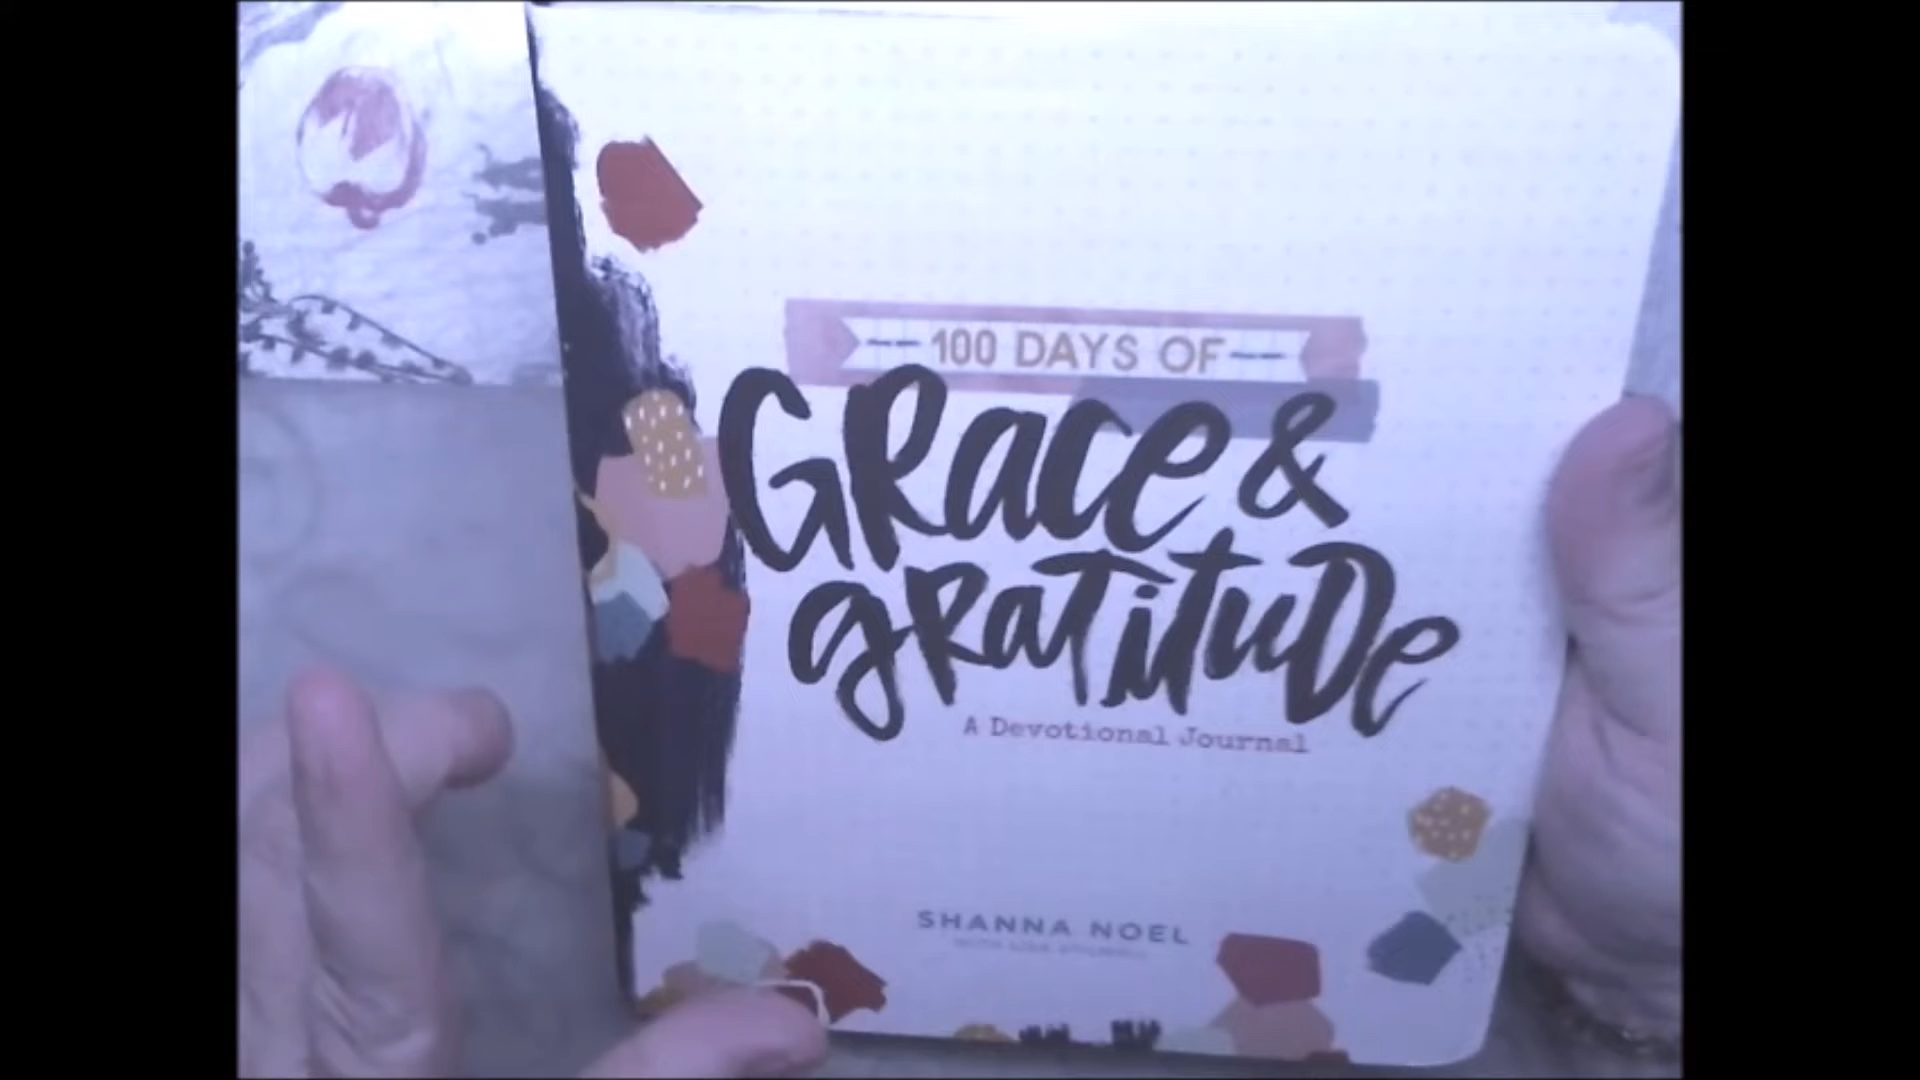 100 DAYS OF
GRace &
gRaTituDe
A Devotional Journal
SHANNA NOEL